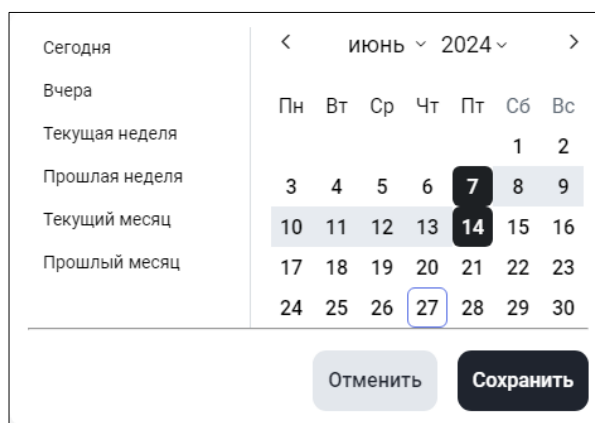 Сегодня
Вчера
Текущая неделя
Прошлая неделя
Текущий месяц
Прошлый месяц
июнь 2024
Пн Вт Ср Чт Пт Сб Вс
1 2
3 4 5 6 7 8 9
10 11 12 13 14 15 16
17 18 19 20 21 22 23
24 25 26 27 28 29 30
Отменить Сохранить